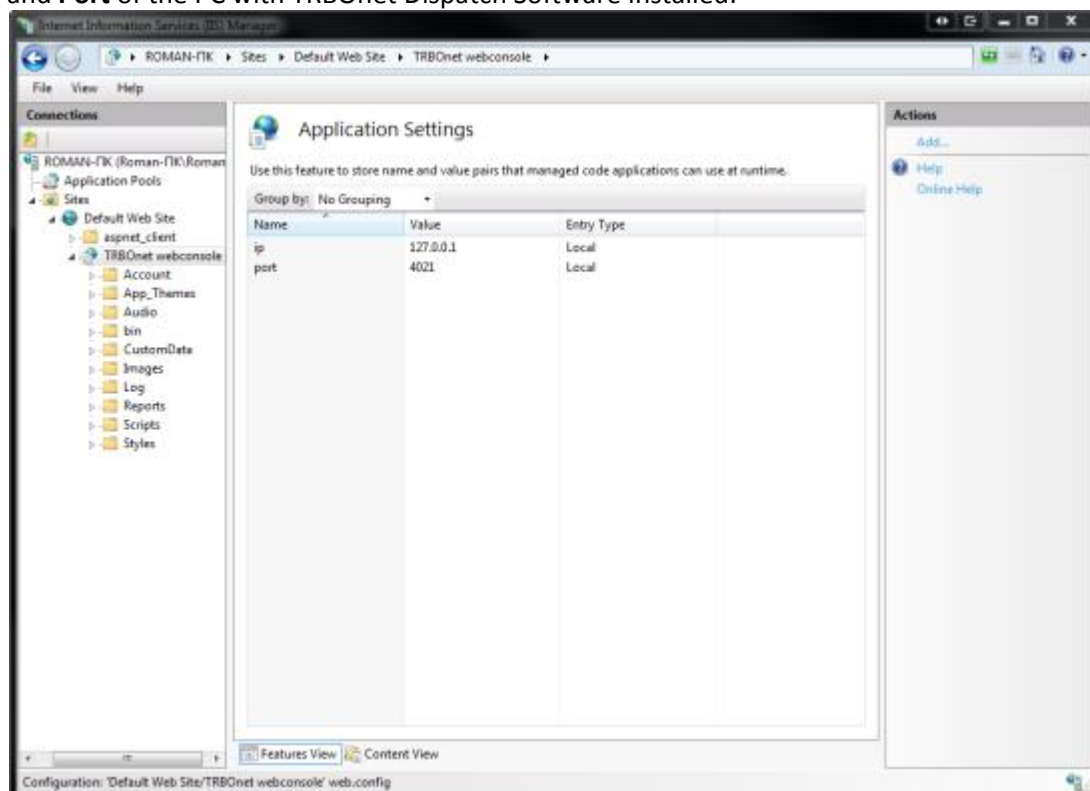 and Port of the PC with TRBOnet Dispatch Software installed.
Internet Information Services (IIS) Manager
ROMAN-ПК Sites Default Web Site TRBOnet webconsole
File View Help
Connections
ROMAN-ПК (Roman-ПК\Roman
Application Pools
Sites
Default Web Site
aspnet_client
TRBOnet webconsole
Account
App_Themes
Audio
bin
CustomData
Images
Log
Reports
Scripts
Styles
Application Settings
Use this feature to store name and value pairs that managed code applications can use at runtime.
Group by: No Grouping
Name Value Entry Type
ip 127.0.0.1 Local
port 4021 Local
Features View Content View
Actions
Add...
Help
Online Help
Configuration: 'Default Web Site/TRBOnet webconsole' web.config